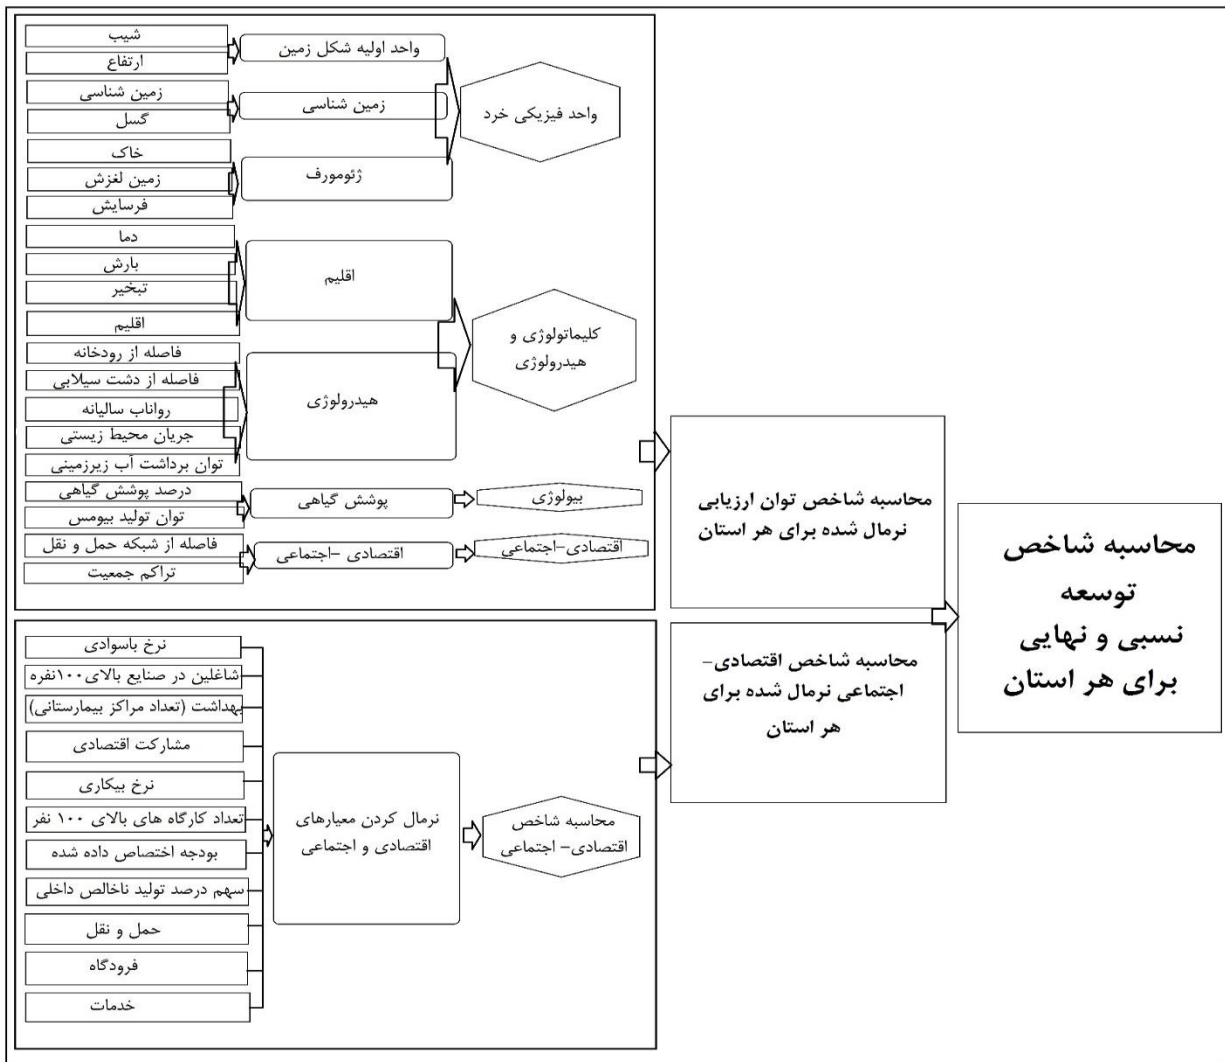 شیب
ارتفاع
واحد اولیه شکل زمین
زمین شناسی
گسل
زمین شناسی
خاک
زمین لغزش
فرسایش
ژئومورف
واحد فیزیکی خرد
دما
بارش
تبخیر
اقلیم
اقلیم
فاصله از رودخانه
فاصله از دشت سیلابی
رواناب سالیانه
جریان محیط زیستی
توان برداشت آب زیرزمینی
هیدرولوژی
کلیماتولوژی و
هیدرولوژی
درصد پوشش گیاهی
توان تولید بیومس
پوشش گیاهی
بیولوژی
فاصله از شبکه حمل و نقل
تراکم جمعیت
اقتصادی –اجتماعی
اقتصادی-اجتماعی
محاسبه شاخص توان ارزیابی
نرمال شده برای هر استان
نرخ باسوادی
شاغلین در صنایع بالای۱۰۰نفره
بهداشت (تعداد مراکز بیمارستانی)
مشارکت اقتصادی
نرخ بیکاری
تعداد کارگاه های بالای ۱۰۰ نفر
بودجه اختصاص داده شده
سهم درصد تولید ناخالص داخلی
حمل و نقل
فرودگاه
خدمات
نرمال کردن معیارهای
اقتصادی و اجتماعی
محاسبه شاخص
اقتصادی– اجتماعی
محاسبه شاخص اقتصادی-
اجتماعی نرمال شده برای
هر استان
محاسبه شاخص
توسعه
نسبی و نهایی
برای هر استان